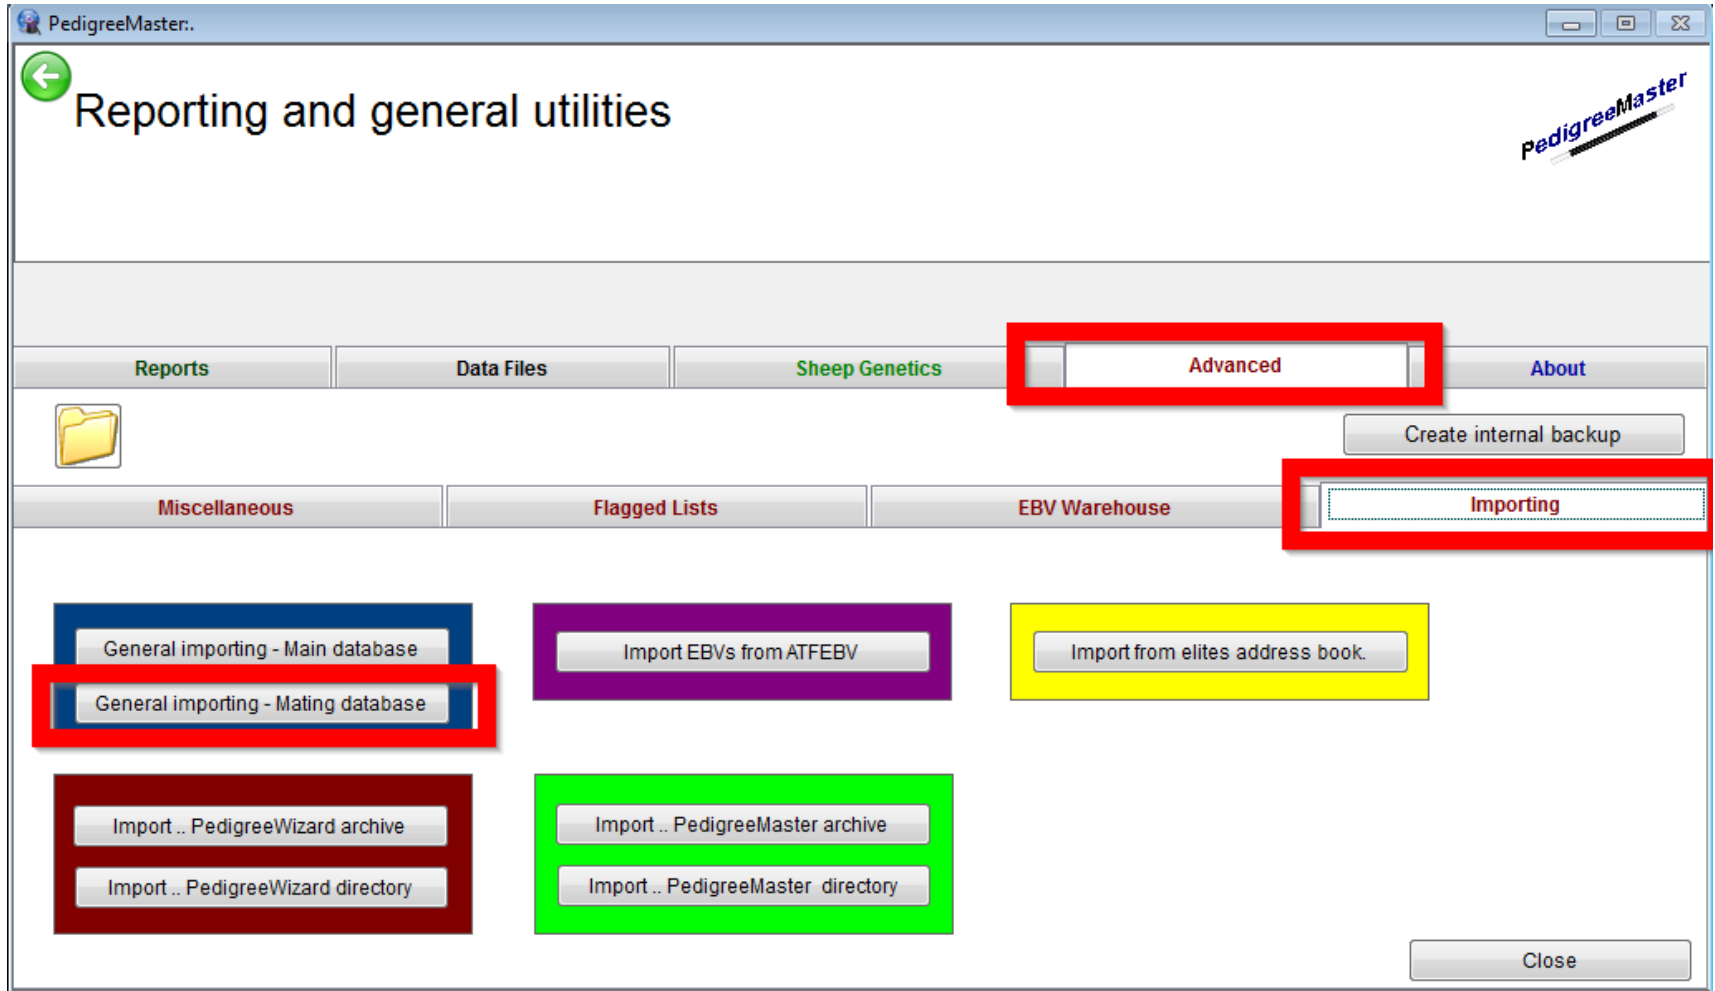 PedigreeMaster:.
Reporting and general utilities
PedigreeMaster
Reports
Data Files
Sheep Genetics
Advanced
About
Create internal backup
Miscellaneous
Flagged Lists
EBV Warehouse
Importing
General importing - Main database
Import EBVs from ATFEBV
Import from elites address book.
General importing - Mating database
Import .. PedigreeWizard archive
Import .. PedigreeMaster archive
Import .. PedigreeWizard directory
Import .. PedigreeMaster directory
Close